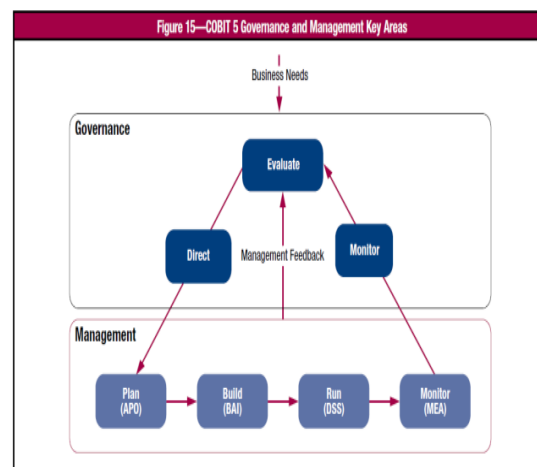 Figure 15—COBIT 5 Governance and Management Key Areas
Business Needs
Governance
Evaluate
Direct
Management Feedback
Monitor
Management
Plan
(APO)
Build
(BAI)
Run
(DSS)
Monitor
(MEA)